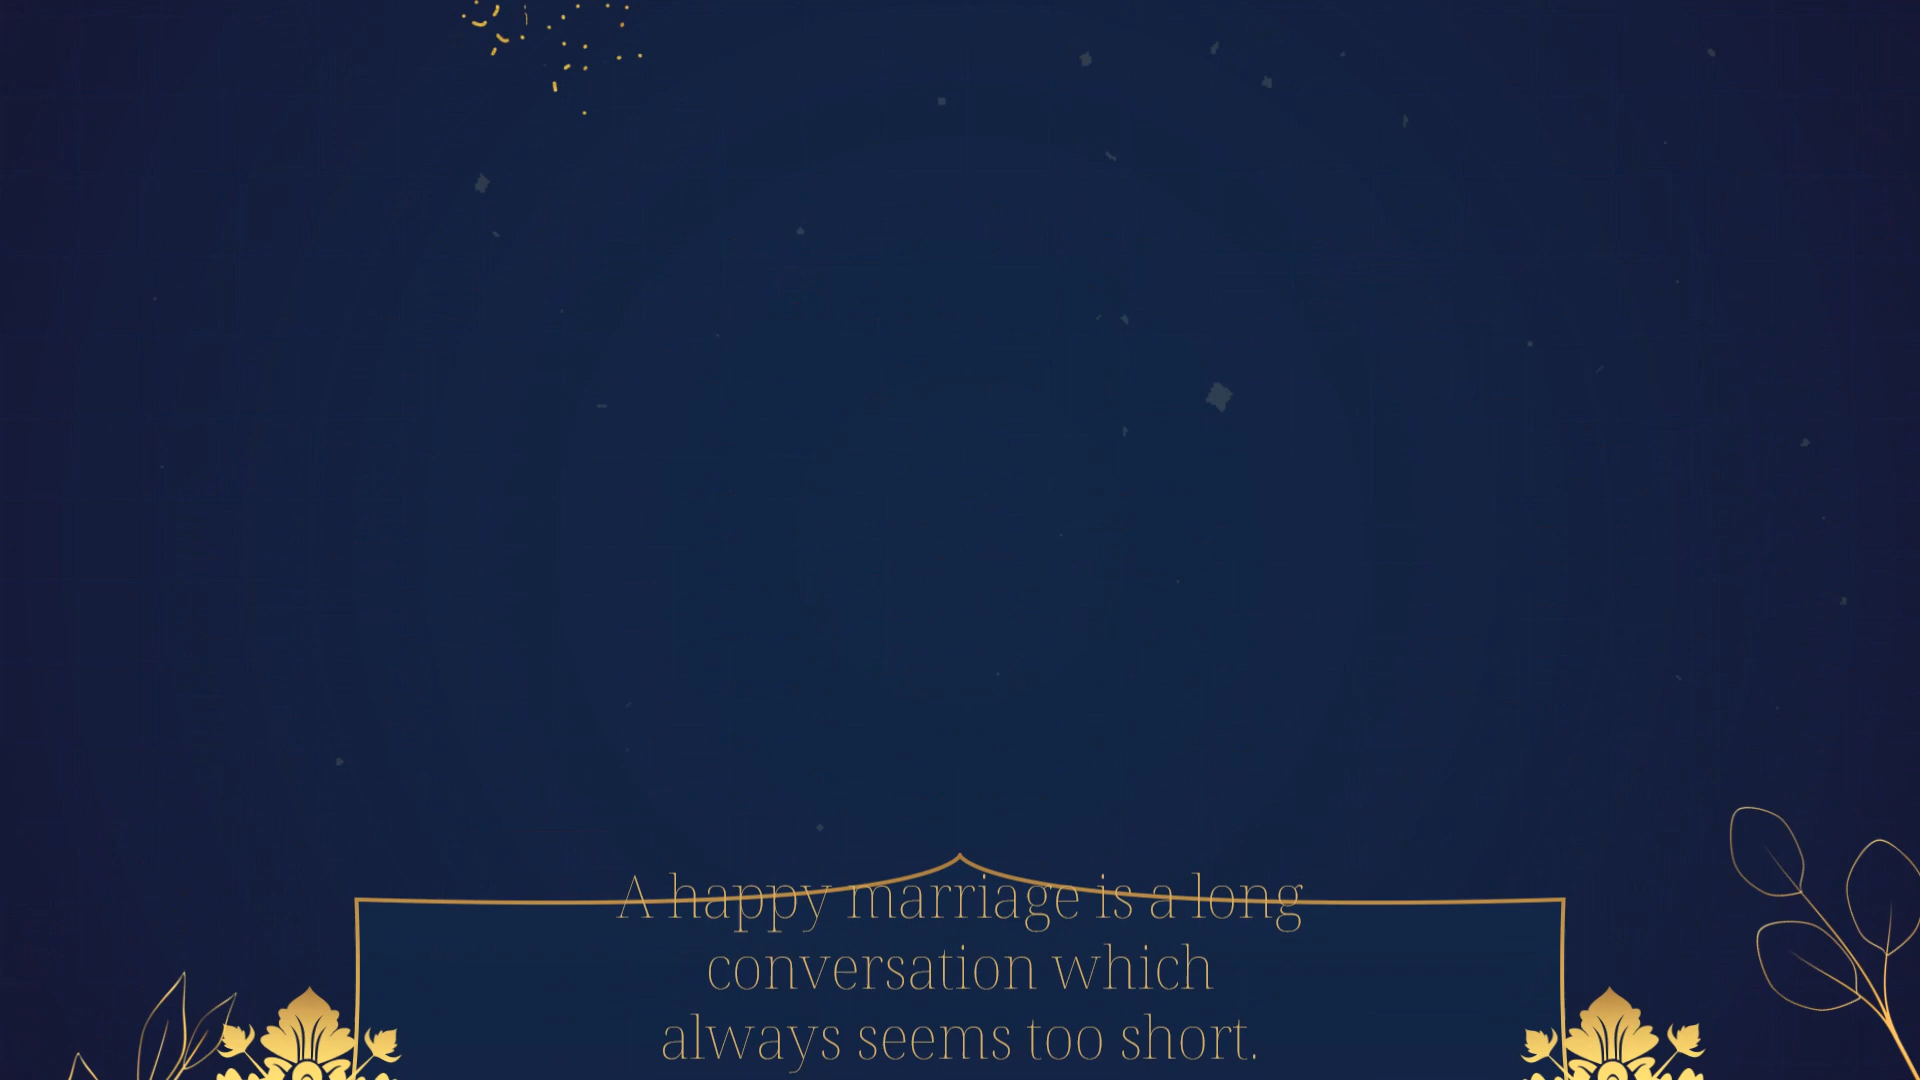 A happy marriage is a long
conversation which
always seems too short.